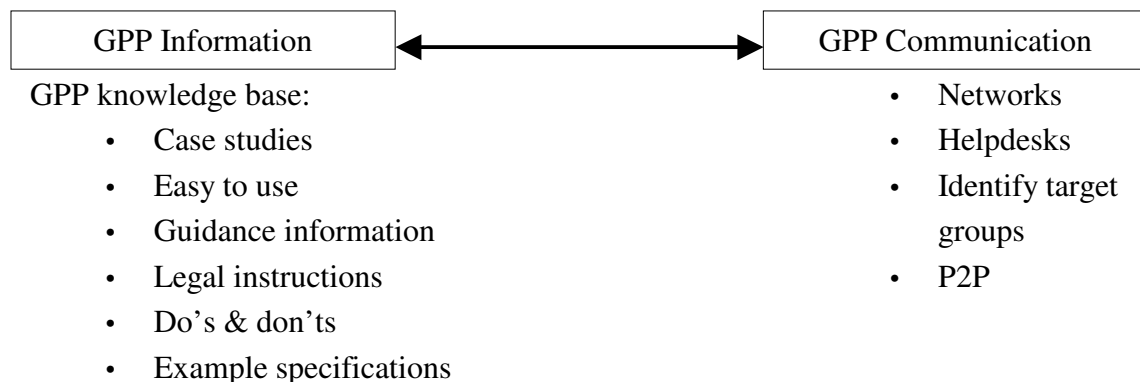 GPP Information
GPP Communication
GPP knowledge base:
• Case studies
• Easy to use
• Guidance information
• Legal instructions
• Do’s & don’ts
• Example specifications
• Networks
• Helpdesks
• Identify target
groups
• P2P